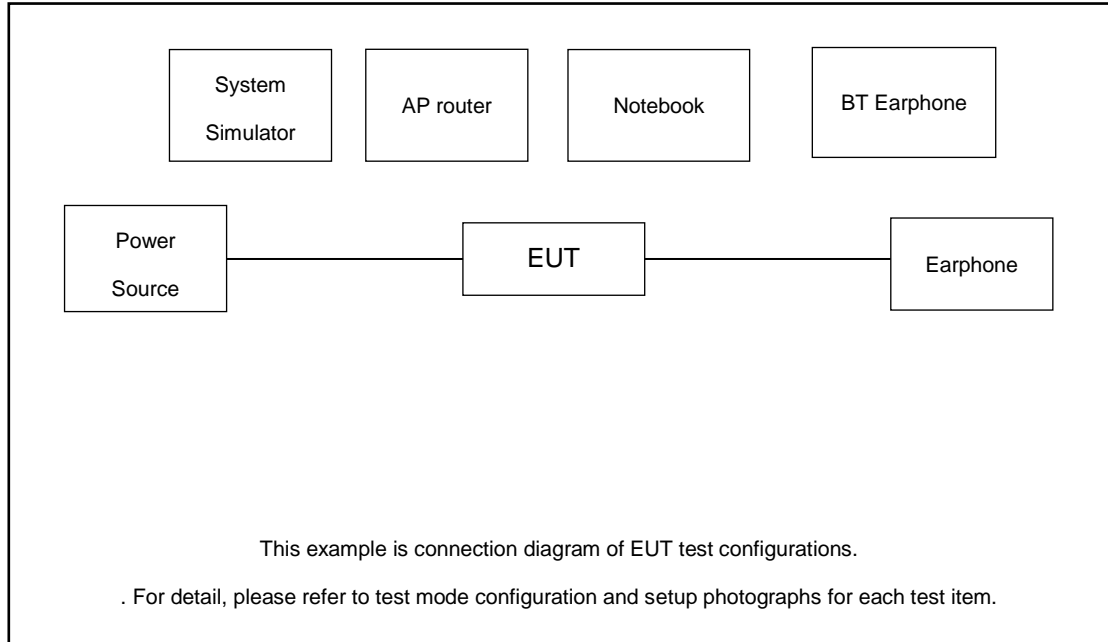 System
Simulator
AP router
Notebook
BT Earphone
Power
Source
EUT
Earphone
This example is connection diagram of EUT test configurations.
. For detail, please refer to test mode configuration and setup photographs for each test item.